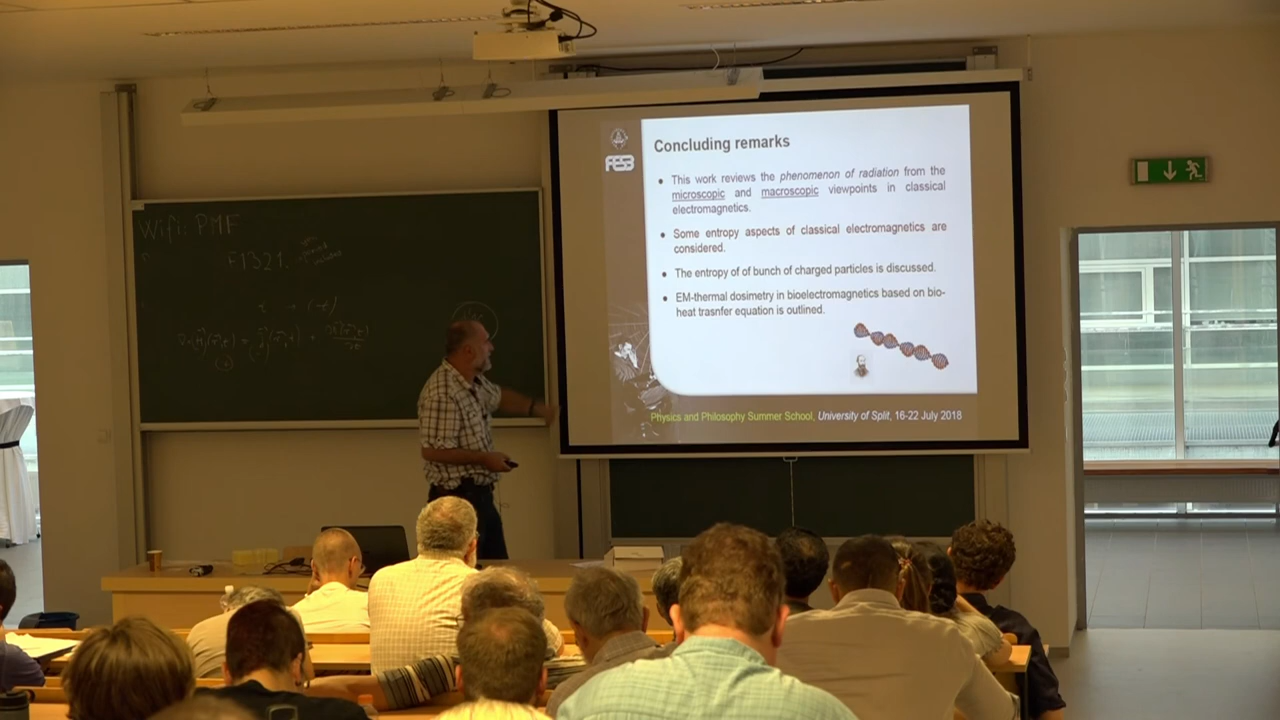 Wifi: PMF
F1321.
FESB
Concluding remarks
This work reviews the phenomenon of radiation from the
microscopic and macroscopic viewpoints in classical
electromagnetics.
Some entropy aspects of classical electromagnetics are
considered.
The entropy of of bunch of charged particles is discussed.
EM-thermal dosimetry in bioelectromagnetics based on bio-
heat trasnfer equation is outlined.
Physics and Philosophy Summer School, University of Split, 16-22 July 2018